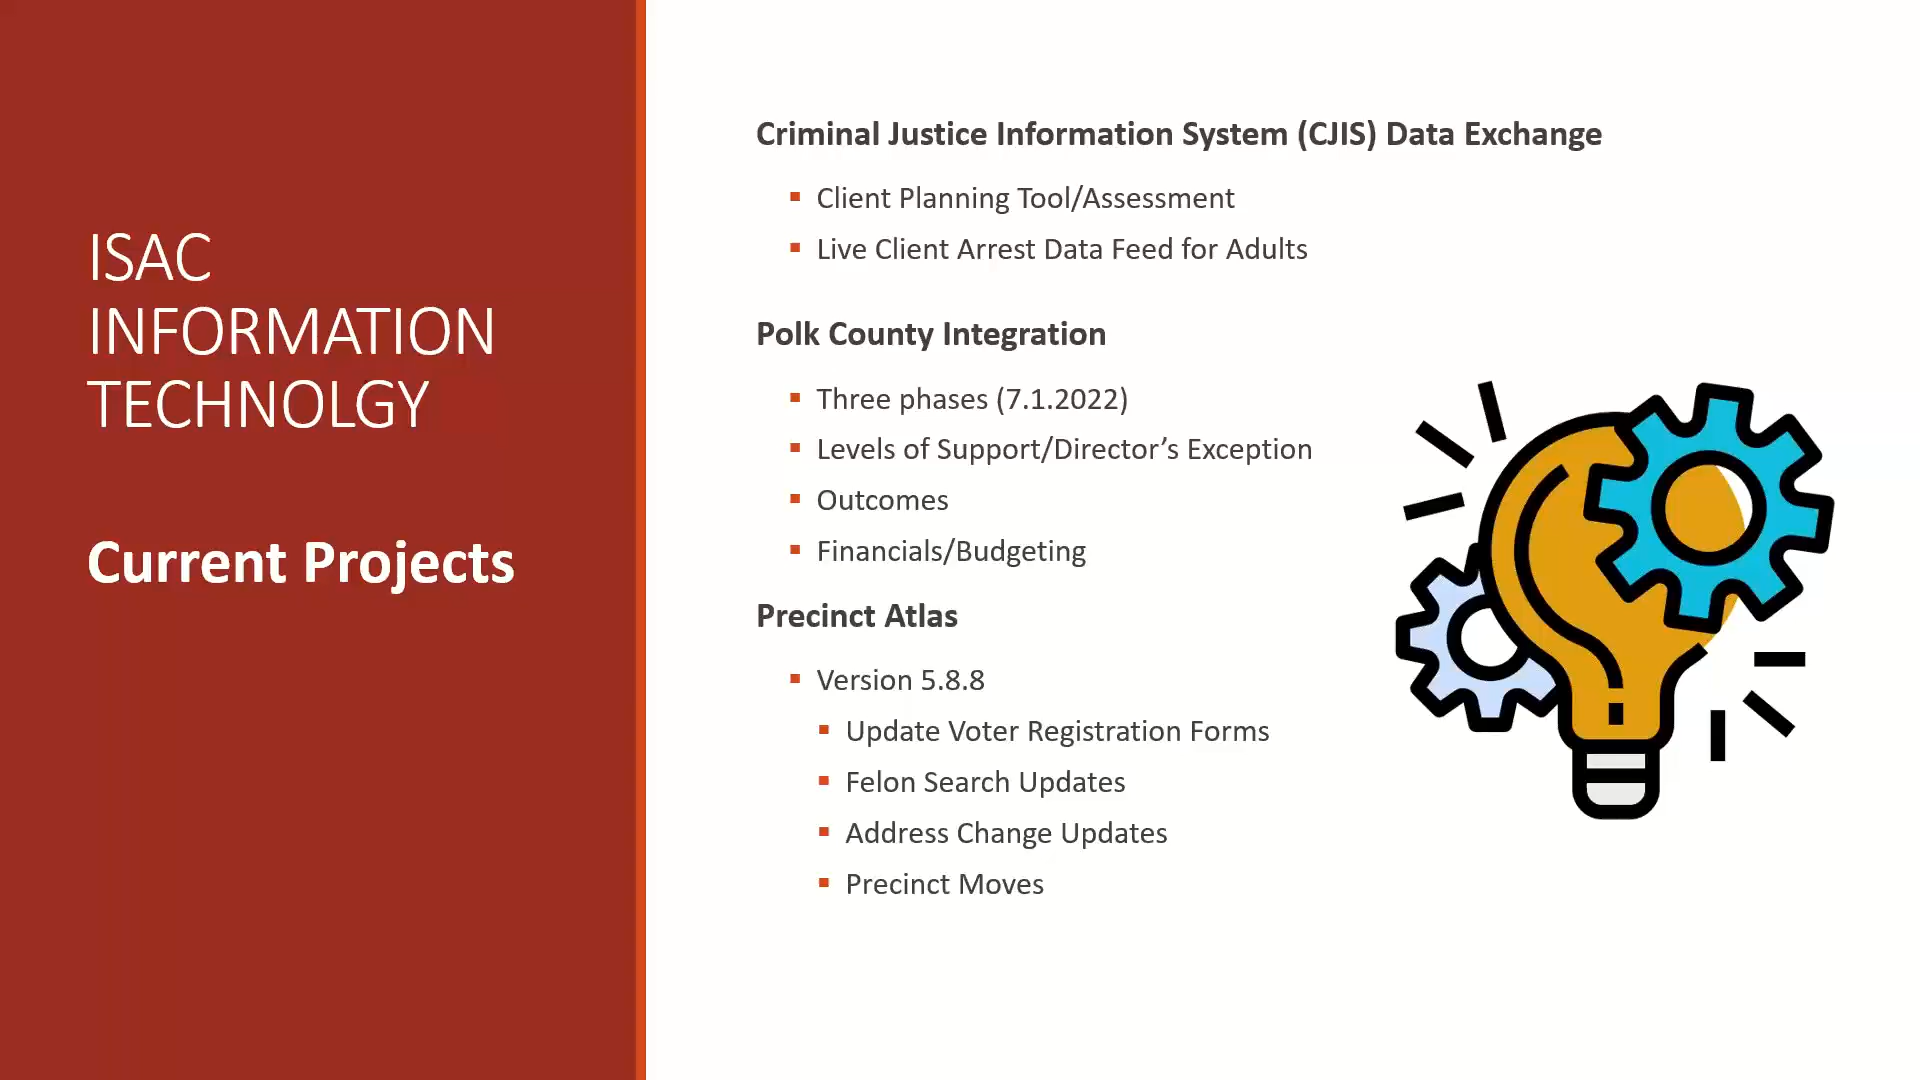 ISAC
INFORMATION
TECHNOLGY
Current Projects
Criminal Justice Information System (CJIS) Data Exchange
Client Planning Tool/Assessment
Live Client Arrest Data Feed for Adults
Polk County Integration
Three phases (7.1.2022)
Levels of Support/Director’s Exception
Outcomes
Financials/Budgeting
Precinct Atlas
Version 5.8.8
Update Voter Registration Forms
Felon Search Updates
Address Change Updates
Precinct Moves